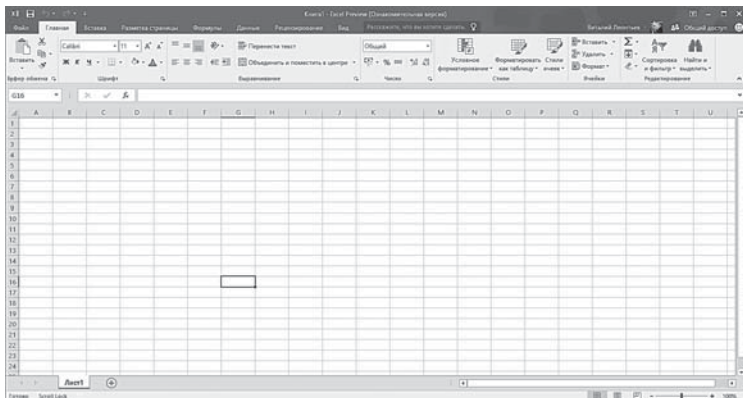 Книга1 - Excel Preview (Ознакомительная версия)
Файл Главная Вставка Разметка страницы Формулы Данные Рецензирование Вид Расскажите, что вы хотите сделать Виталий Леонтьев Общий доступ
Calibri 11 Перенести текст Общий Вставить Σ
Вставить Ж К Ч Объединить и поместить в центре % 000 Условное форматирование Форматировать как таблицу Стили ячеек Удалить Формат Сортировка и фильтр Найти и выделить
Буфер обмена Шрифт Выравнивание Число Стили Ячейки Редактирование
G16 fx
A B C D E F G H I J K L M N O P Q R S T U
1
2
3
4
5
6
7
8
9
10
11
12
13
14
15
16
17
18
19
20
21
22
23
24
Лист1
Готово Scroll Lock 100%